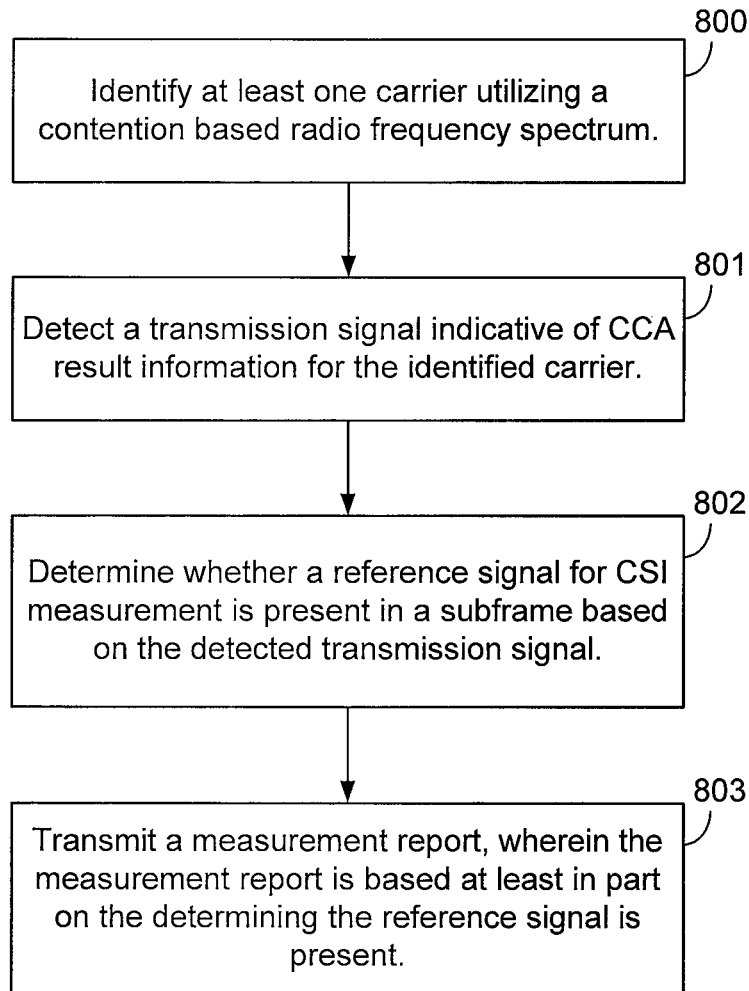 800
Identify at least one carrier utilizing a
contention based radio frequency spectrum.
801
Detect a transmission signal indicative of CCA
result information for the identified carrier.
802
Determine whether a reference signal for CSI
measurement is present in a subframe based
on the detected transmission signal.
803
Transmit a measurement report, wherein the
measurement report is based at least in part
on the determining the reference signal is
present.